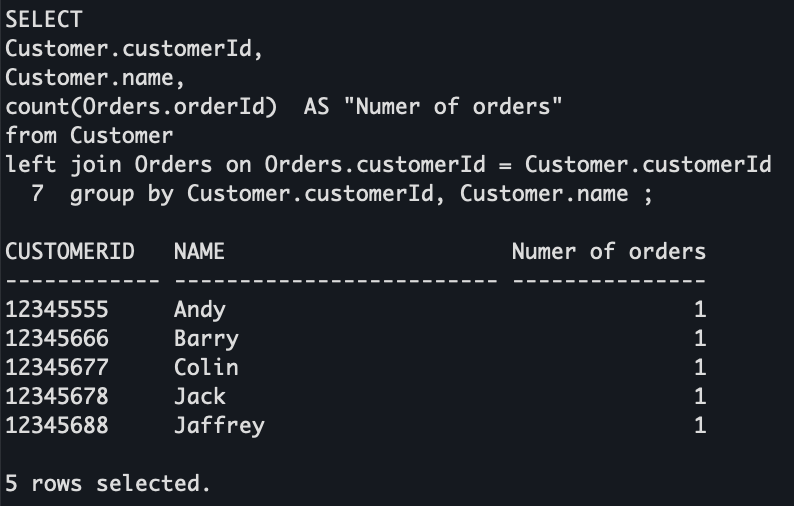 SELECT
Customer.customerId,
Customer.name,
count(Orders.orderId)  AS "Numer of orders"
from Customer
left join Orders on Orders.customerId = Customer.customerId
  7  group by Customer.customerId, Customer.name ;
CUSTOMERID   NAME                      Numer of orders
------------ ------------------------- ---------------
12345555     Andy                                    1
12345666     Barry                                   1
12345677     Colin                                   1
12345678     Jack                                    1
12345688     Jaffrey                                 1
5 rows selected.